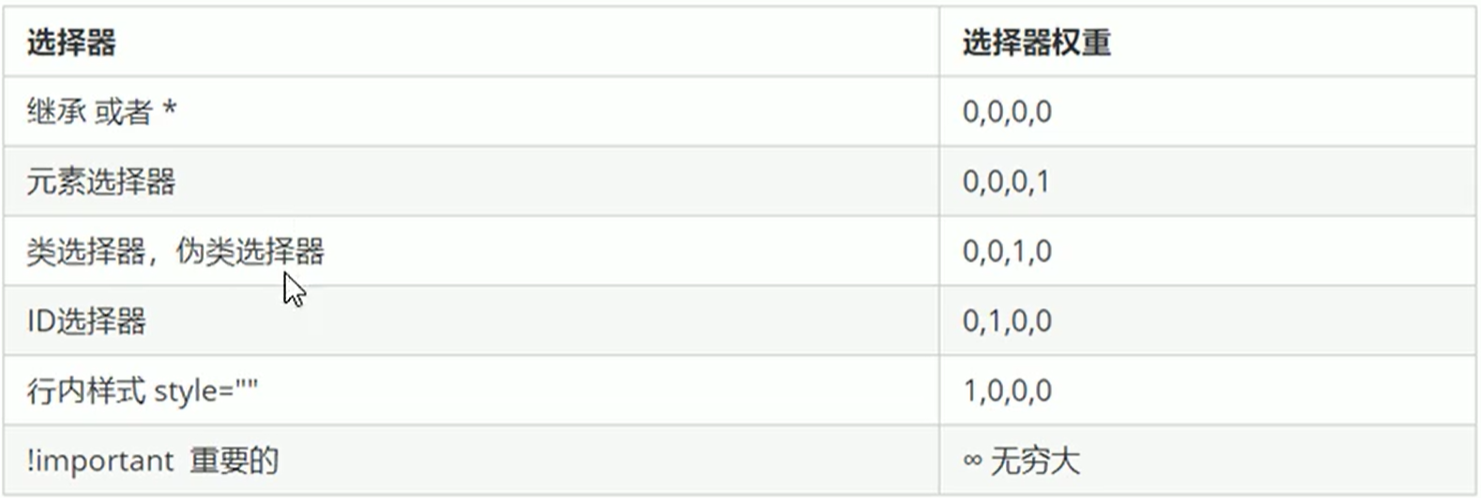 选择器 选择器权重
继承 或者 * 0,0,0,0
元素选择器 0,0,0,1
类选择器，伪类选择器 0,0,1,0
ID选择器 0,1,0,0
行内样式 style="" 1,0,0,0
!important 重要的 ∞ 无穷大